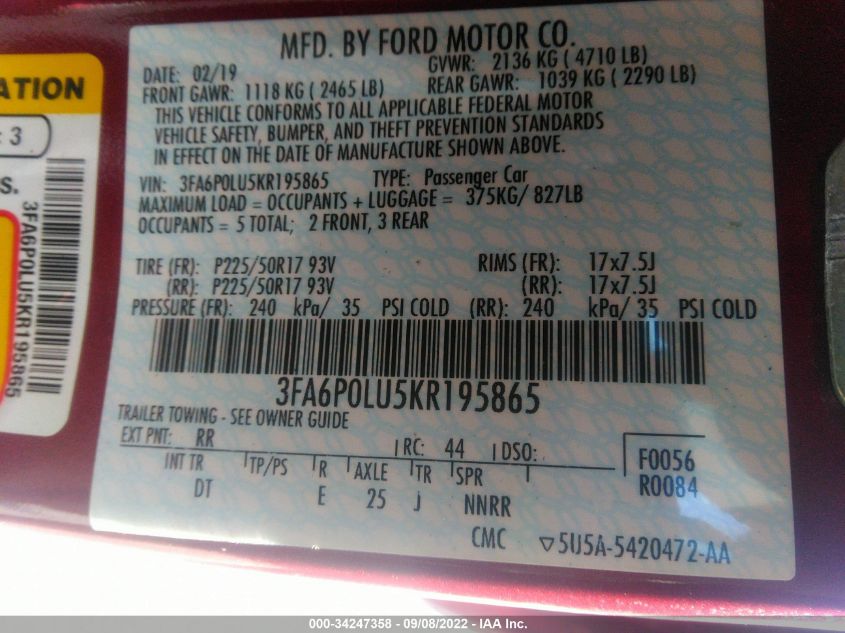 MFD. BY FORD MOTOR CO.
DATE: 02/19 GVWR: 2136 KG ( 4710 LB)
FRONT GAWR: 1118 KG ( 2465 LB) REAR GAWR: 1039 KG ( 2290 LB)
THIS VEHICLE CONFORMS TO ALL APPLICABLE FEDERAL MOTOR
VEHICLE SAFETY, BUMPER, AND THEFT PREVENTION STANDARDS
IN EFFECT ON THE DATE OF MANUFACTURE SHOWN ABOVE.
VIN: 3FA6P0LU5KR195865 TYPE: Passenger Car
MAXIMUM LOAD = OCCUPANTS + LUGGAGE = 375KG/ 827LB
OCCUPANTS = 5 TOTAL; 2 FRONT, 3 REAR
TIRE (FR): P225/50R17 93V RIMS (FR): 17x7.5J
(RR): P225/50R17 93V (RR): 17x7.5J
PRESSURE (FR): 240 kPa/ 35 PSI COLD (RR): 240 kPa/ 35 PSI COLD
3FA6P0LU5KR195865
TRAILER TOWING - SEE OWNER GUIDE
EXT PNT: RR RC: 44 DSO: F0056
INT TR TP/PS R AXLE TR SPR R0084
DT E 25 J NNRR
CMC 5U5A-5420472-AA
ATION
: 3
S.
3FA6P0LU5KR195865
000-34247358 - 09/08/2022 - IAA Inc.